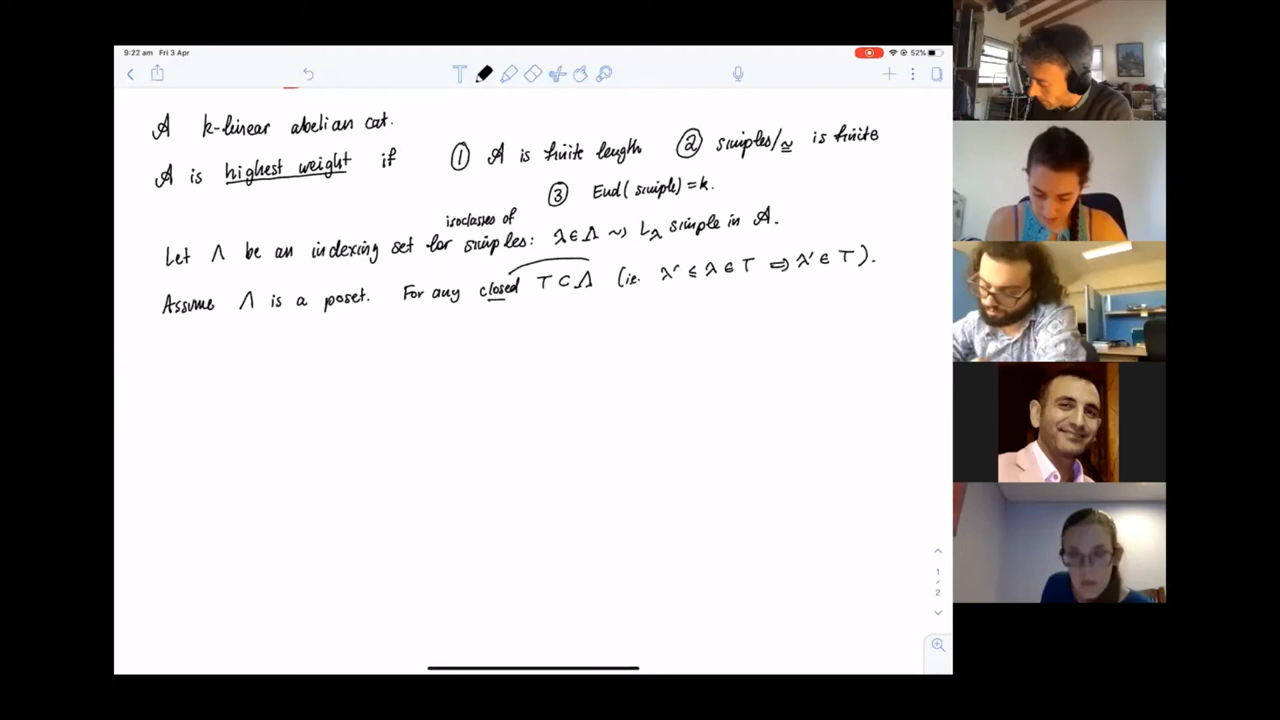 9:22 am Fri 3 Apr
52%
A k-linear abelian cat.
A is highest weight if ① A is finite length ② simples/≅ is finite
③ End(simple) = k.
isoclasses of
Let Λ be an indexing set for simples: λ∈Λ ⇝ L_λ simple in A.
Assume Λ is a poset. For any closed T⊂Λ (i.e. λ' ≤ λ ∈ T ⇒ λ' ∈ T).
1
/
2